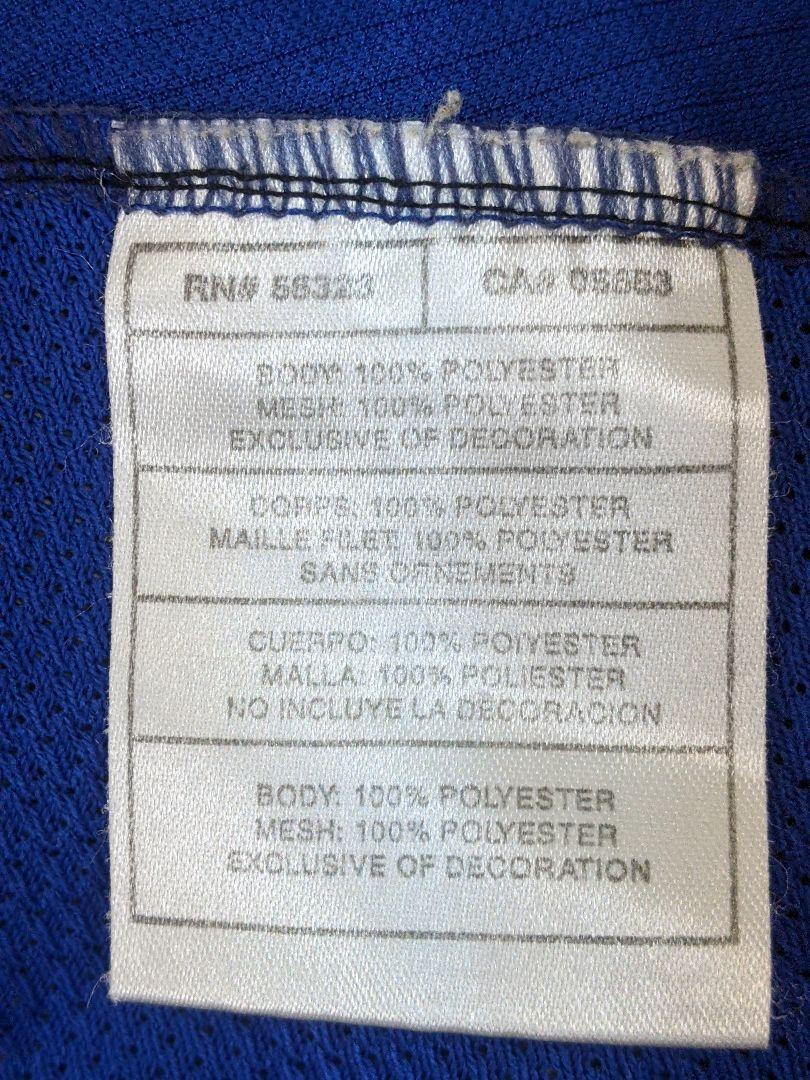 RN# 56323 CA# 05553
BODY: 100% POLYESTER
MESH: 100% POLYESTER
EXCLUSIVE OF DECORATION
CORPS: 100% POLYESTER
MAILLE FILET: 100% POLYESTER
SANS ORNEMENTS
CUERPO: 100% POLYESTER
MALLA: 100% POLIESTER
NO INCLUYE LA DECORACION
BODY: 100% POLYESTER
MESH: 100% POLYESTER
EXCLUSIVE OF DECORATION